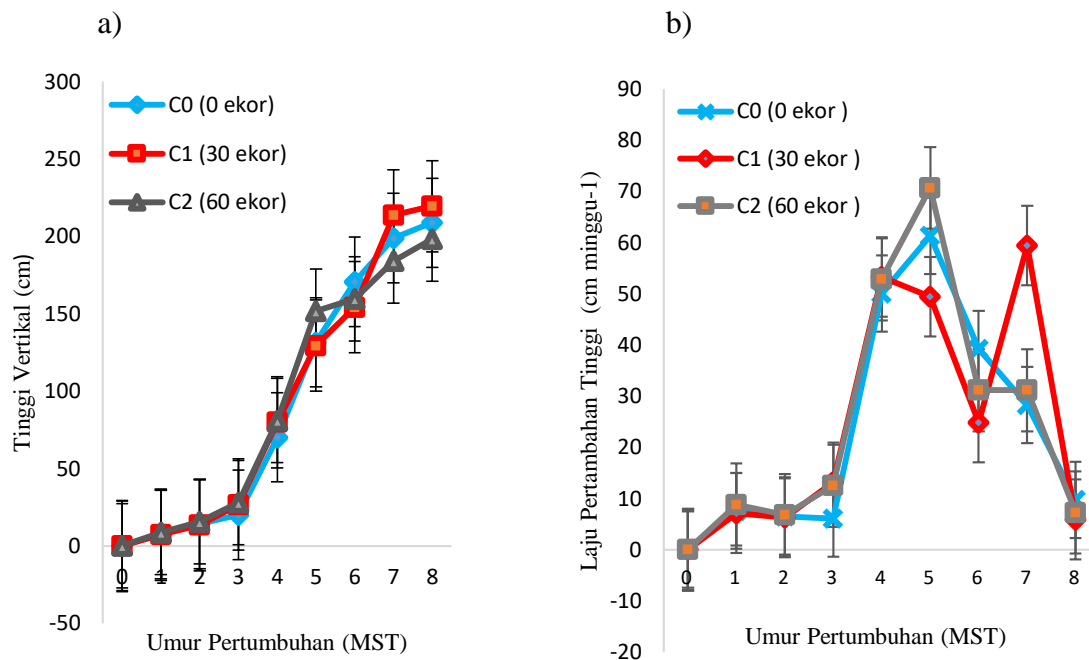 a)
300
250
200
150
100
50
0
-50
Tinggi Vertikal (cm)
C0 (0 ekor)
C1 (30 ekor)
C2 (60 ekor)
0 1 2 3 4 5 6 7 8
Umur Pertumbuhan (MST)
b)
90
80
70
60
50
40
30
20
10
0
-10
-20
Laju Pertambahan Tinggi (cm minggu-1)
C0 (0 ekor )
C1 (30 ekor )
C2 (60 ekor )
0 1 2 3 4 5 6 7 8
Umur Pertumbuhan (MST)